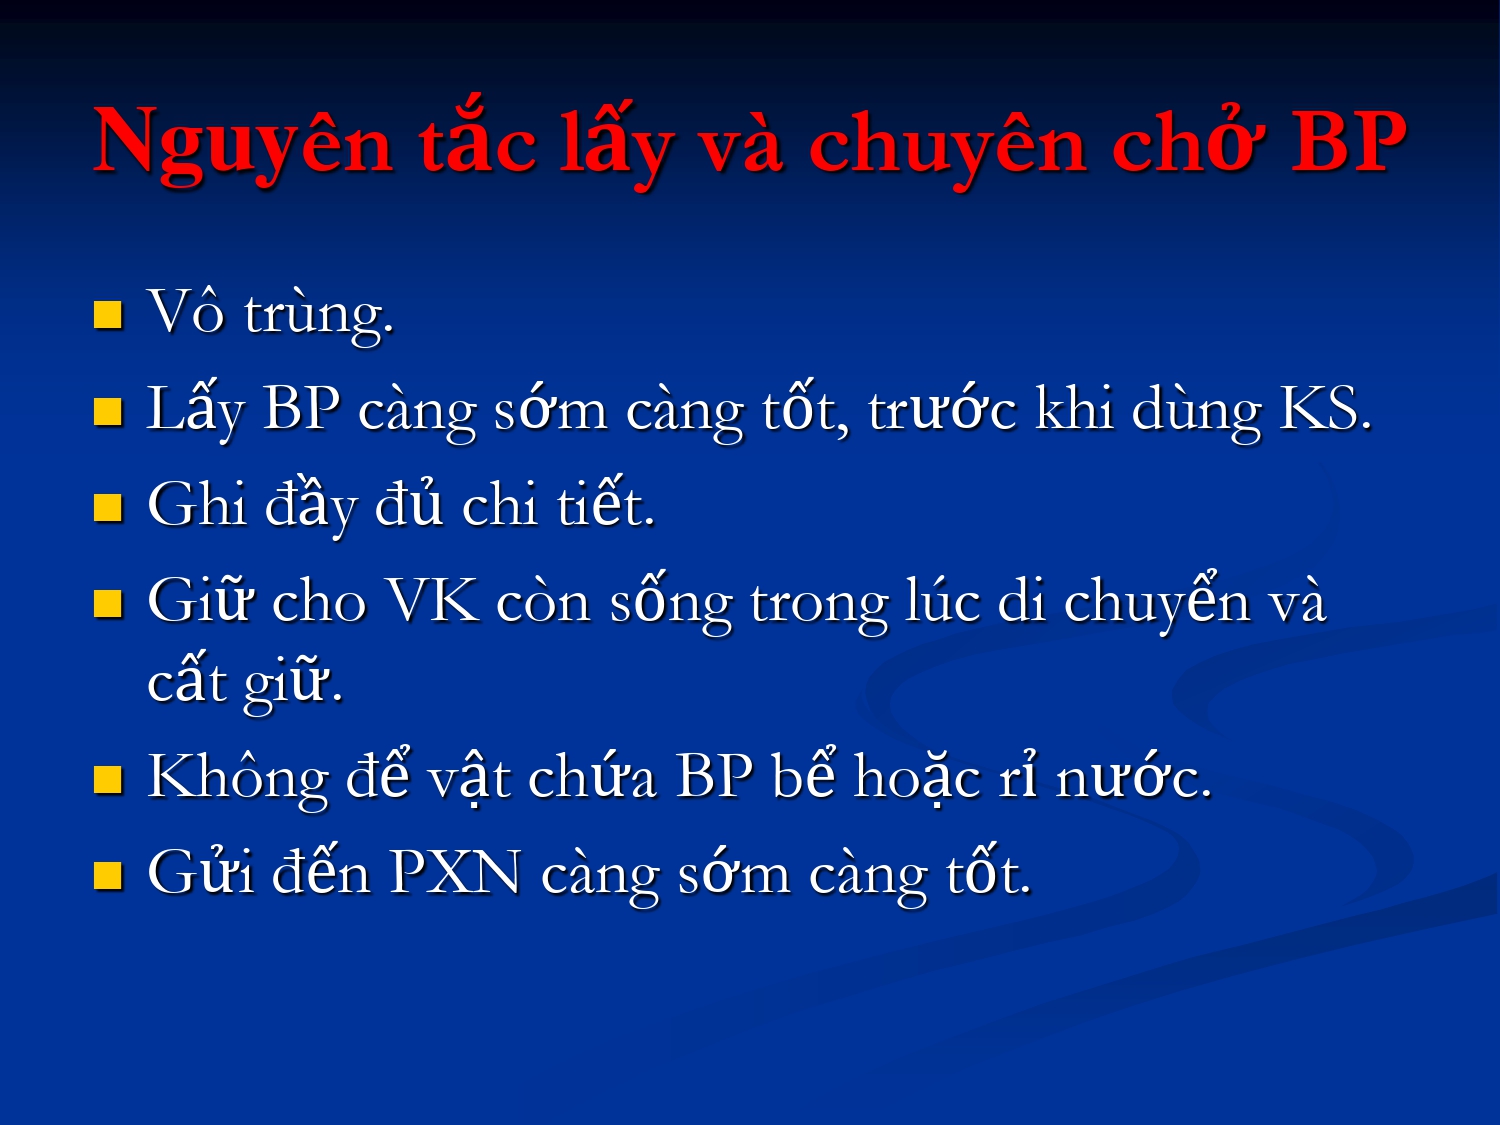 Nguyên tắc lấy và chuyên chở BP
Vô trùng.
Lấy BP càng sớm càng tốt, trước khi dùng KS.
Ghi đầy đủ chi tiết.
Giữ cho VK còn sống trong lúc di chuyển và
cất giữ.
Không để vật chứa BP bể hoặc rỉ nước.
Gửi đến PXN càng sớm càng tốt.